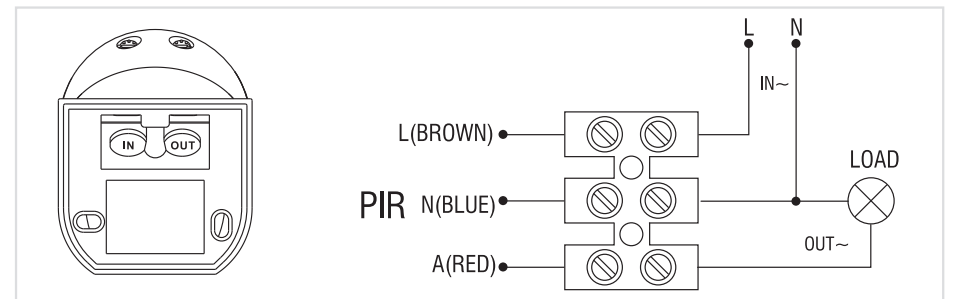 IN OUT
L N
IN~
L(BROWN)
LOAD
PIR N(BLUE)
OUT~
A(RED)